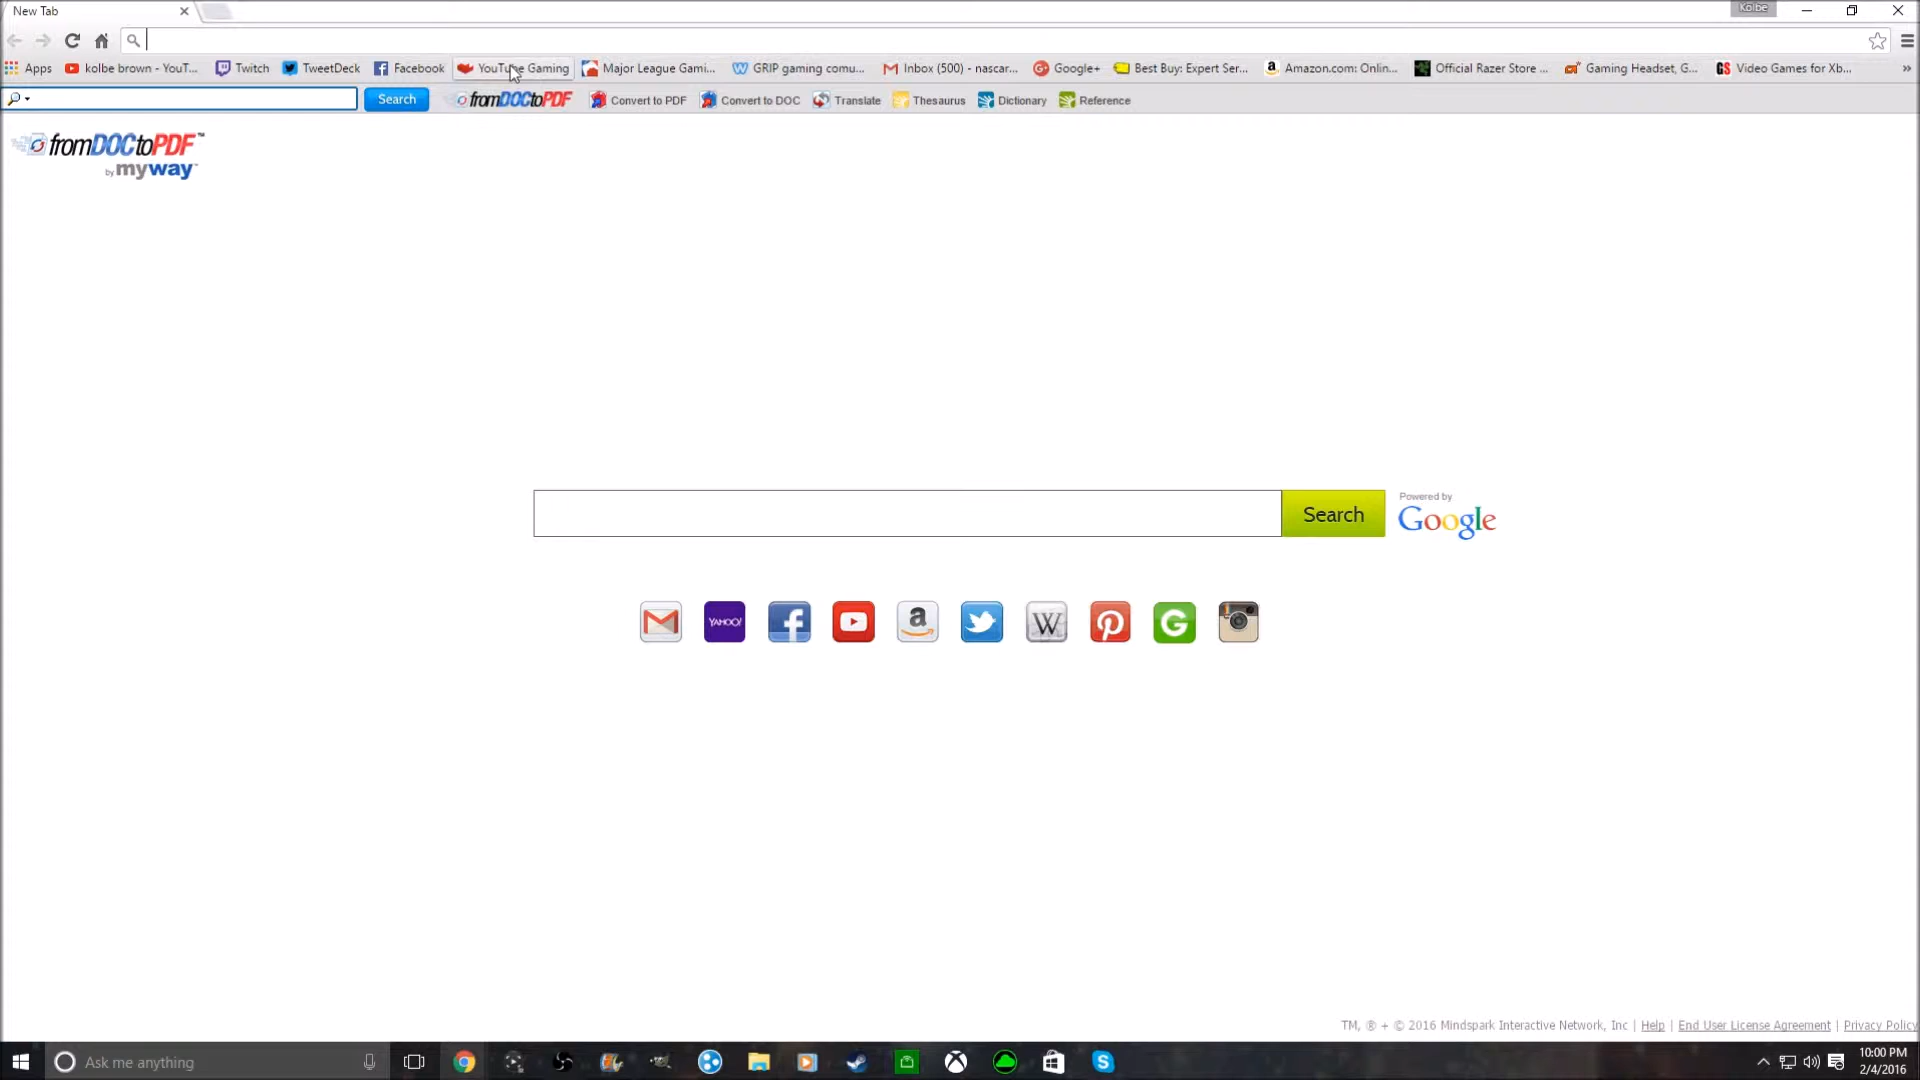 New Tab
Kolbe
Apps kolbe brown - YouT... Twitch TweetDeck Facebook YouTube Gaming Major League Gami... GRIP gaming comu... Inbox (500) - nascar... Google+ Best Buy: Expert Ser... Amazon.com: Onlin... Official Razer Store ... Gaming Headset, G... Video Games for Xb... »
Search fromDOCtoPDF Convert to PDF Convert to DOC Translate Thesaurus Dictionary Reference
fromDOCtoPDF™
by myway™
Powered by
Search Google
YAHOO! a W G
TM, ® + © 2016 Mindspark Interactive Network, Inc | Help | End User License Agreement | Privacy Policy
Ask me anything
10:00 PM
2/4/2016